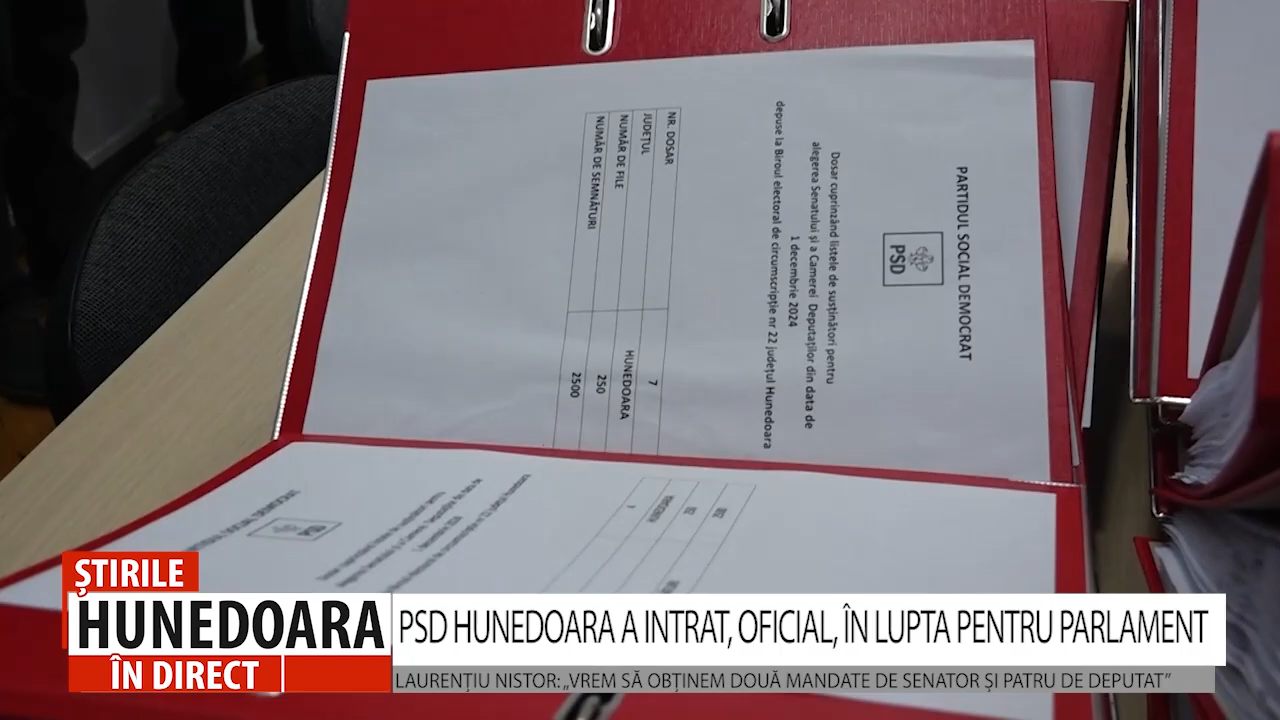 PARTIDUL SOCIAL DEMOCRAT
PSD
Dosar cuprinzând listele de susținători pentru
alegerea Senatului și a Camerei Deputaților din data de
1 decembrie 2024
depuse la Biroul electoral de circumscripție nr 22 județul Hunedoara
NR. DOSAR 7
JUDEȚUL HUNEDOARA
NUMĂR DE FILE 250
NUMĂR DE SEMNĂTURI 2500
PSD
HUNEDOARA
ȘTIRILE
HUNEDOARA
ÎN DIRECT
PSD HUNEDOARA A INTRAT, OFICIAL, ÎN LUPTA PENTRU PARLAMENT
LAURENȚIU NISTOR: „VREM SĂ OBȚINEM DOUĂ MANDATE DE SENATOR ȘI PATRU DE DEPUTAT”